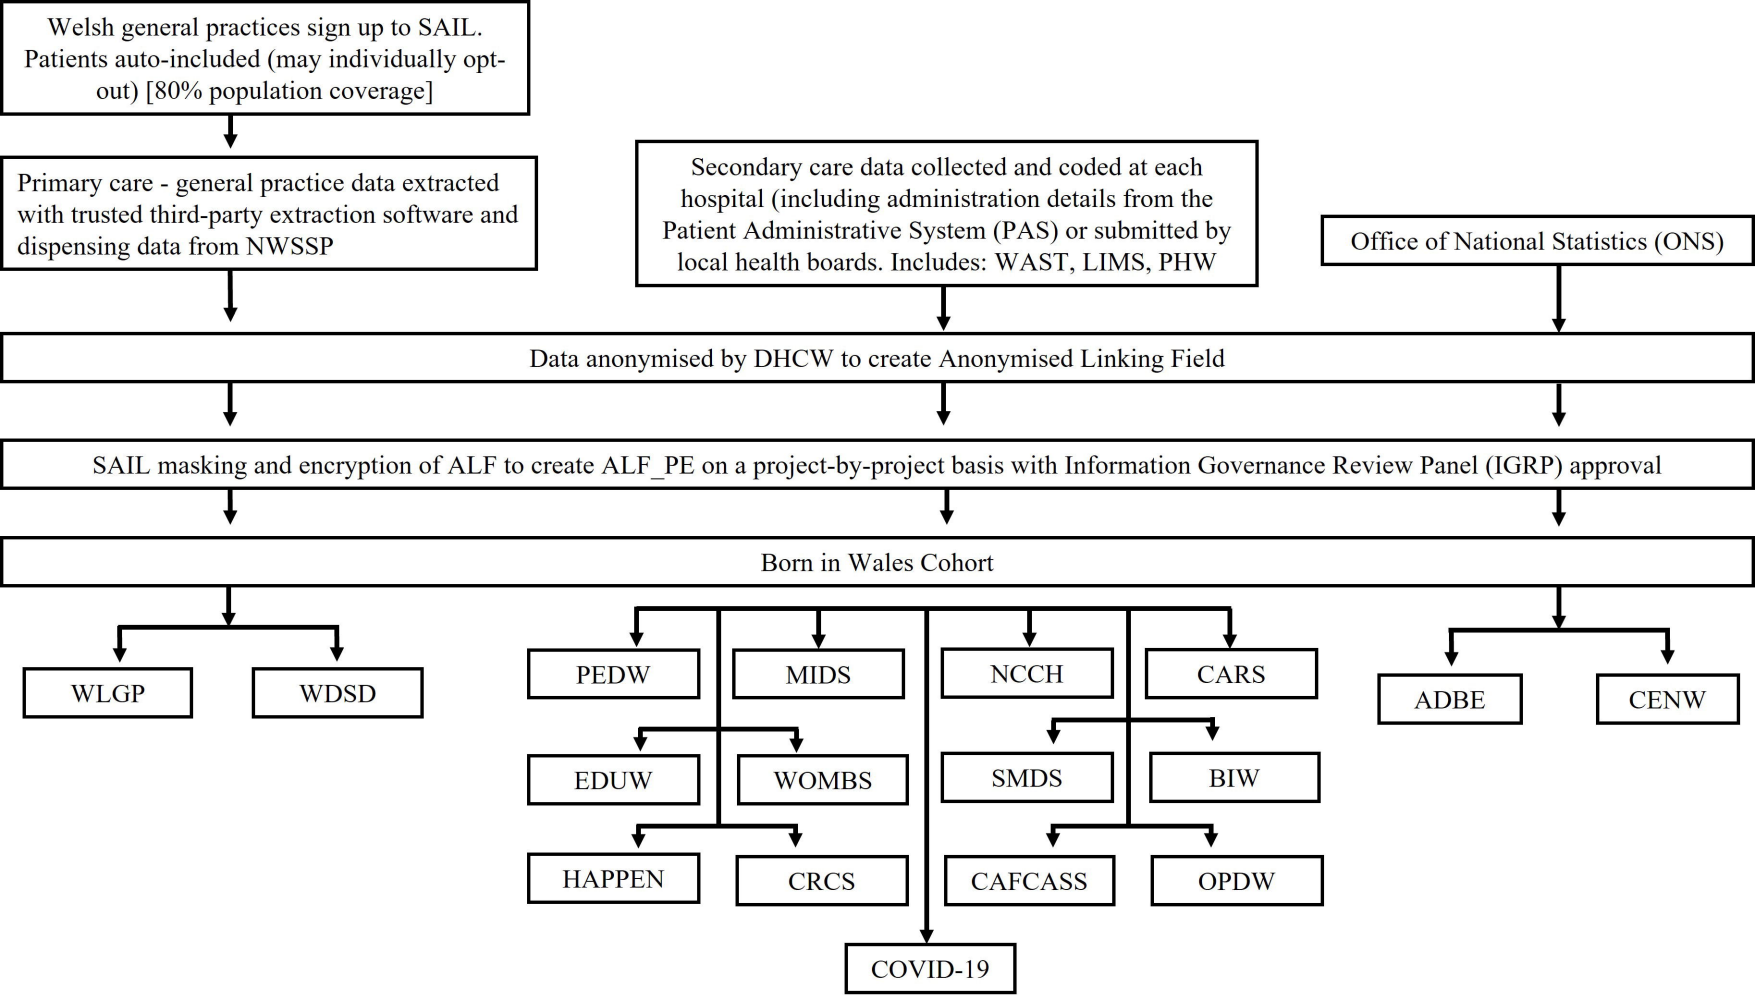 Welsh general practices sign up to SAIL.
Patients auto-included (may individually opt-
out) [80% population coverage]
Primary care - general practice data extracted
with trusted third-party extraction software and
dispensing data from NWSSP
Secondary care data collected and coded at each
hospital (including administration details from the
Patient Administrative System (PAS) or submitted by
local health boards. Includes: WAST, LIMS, PHW
Office of National Statistics (ONS)
Data anonymised by DHCW to create Anonymised Linking Field
SAIL masking and encryption of ALF to create ALF_PE on a project-by-project basis with Information Governance Review Panel (IGRP) approval
Born in Wales Cohort
WLGP
WDSD
PEDW
MIDS
NCCH
CARS
ADBE
CENW
EDUW
WOMBS
SMDS
BIW
HAPPEN
CRCS
CAFCASS
OPDW
COVID-19